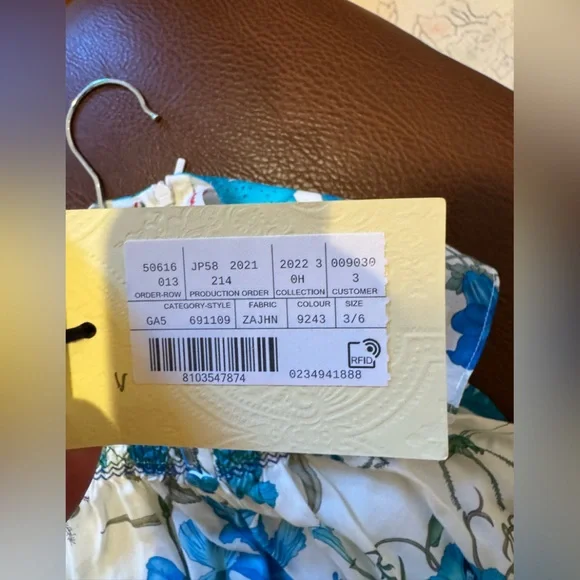 50616 JP58 2021 2022 3 009030
013 214 0H 3
ORDER-ROW PRODUCTION ORDER COLLECTION CUSTOMER
CATEGORY-STYLE FABRIC COLOUR SIZE
GA5 691109 ZAJHN 9243 3/6
RFID
8103547874 0234941888
V